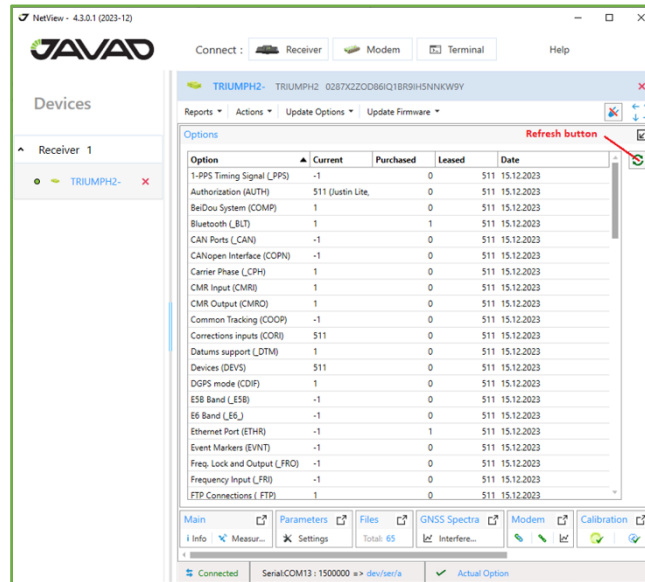 NetView - 4.3.0.1 (2023-12)
JAVAD
Connect : Receiver Modem Terminal Help
Devices
TRIUMPH2- TRIUMPH2 0287X2ZOD86IQ1BR9IH5NNKW9Y
Reports Actions Update Options Update Firmware
Receiver 1
TRIUMPH2-
Options
Refresh button
Option Current Purchased Leased Date
1-PPS Timing Signal (_PPS) -1 0 511 15.12.2023
Authorization (AUTH) 511 (Justin Lite, 0 511 15.12.2023
BeiDou System (COMP) 1 0 511 15.12.2023
Bluetooth (_BLT) 1 1 511 15.12.2023
CAN Ports (_CAN) -1 0 511 15.12.2023
CANopen Interface (COPN) -1 0 511 15.12.2023
Carrier Phase (_CPH) 1 0 511 15.12.2023
CMR Input (CMRI) 1 0 511 15.12.2023
CMR Output (CMRO) 1 0 511 15.12.2023
Common Tracking (COOP) -1 0 511 15.12.2023
Corrections inputs (CORI) 511 0 511 15.12.2023
Datums support (_DTM) 1 0 511 15.12.2023
Devices (DEVS) 511 0 511 15.12.2023
DGPS mode (CDIF) 1 0 511 15.12.2023
E5B Band (_E5B) -1 0 511 15.12.2023
E6 Band (_E6_) -1 0 511 15.12.2023
Ethernet Port (ETHR) -1 1 511 15.12.2023
Event Markers (EVNT) -1 0 511 15.12.2023
Freq. Lock and Output (_FRO) -1 0 511 15.12.2023
Frequency Input (_FRI) -1 0 511 15.12.2023
FTP Connections (_FTP) 1 0 511 15.12.2023
Main Parameters Files GNSS Spectra Modem Calibration
i Info Measur... Settings Total: 65 Interfere...
Connected Serial:COM13 : 1500000 => dev/ser/a Actual Option